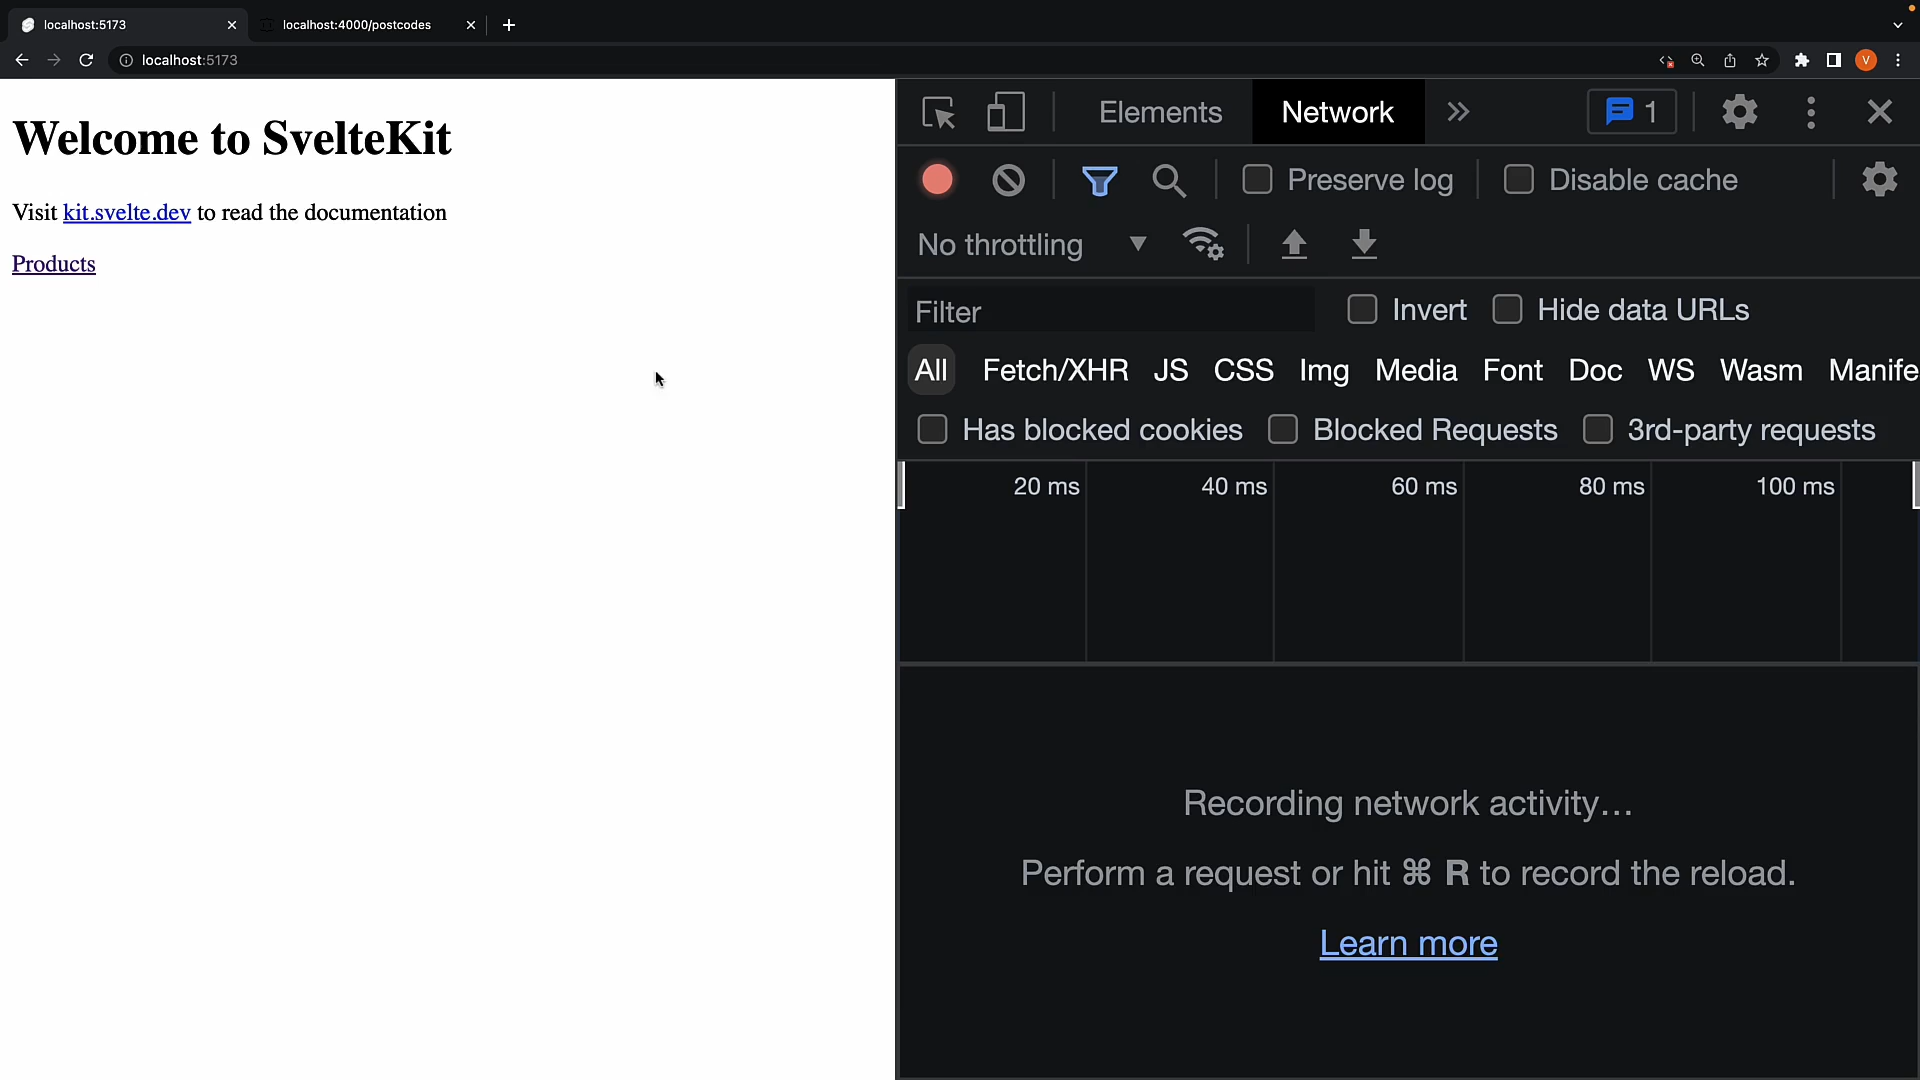 localhost:5173
localhost:4000/postcodes
localhost:5173
V
Welcome to SvelteKit
Visit kit.svelte.dev to read the documentation
Products
Elements
Network
1
Preserve log
Disable cache
No throttling
Filter
Invert
Hide data URLs
All Fetch/XHR JS CSS Img Media Font Doc WS Wasm Manife
Has blocked cookies
Blocked Requests
3rd-party requests
20 ms 40 ms 60 ms 80 ms 100 ms
Recording network activity…
Perform a request or hit ⌘ R to record the reload.
Learn more